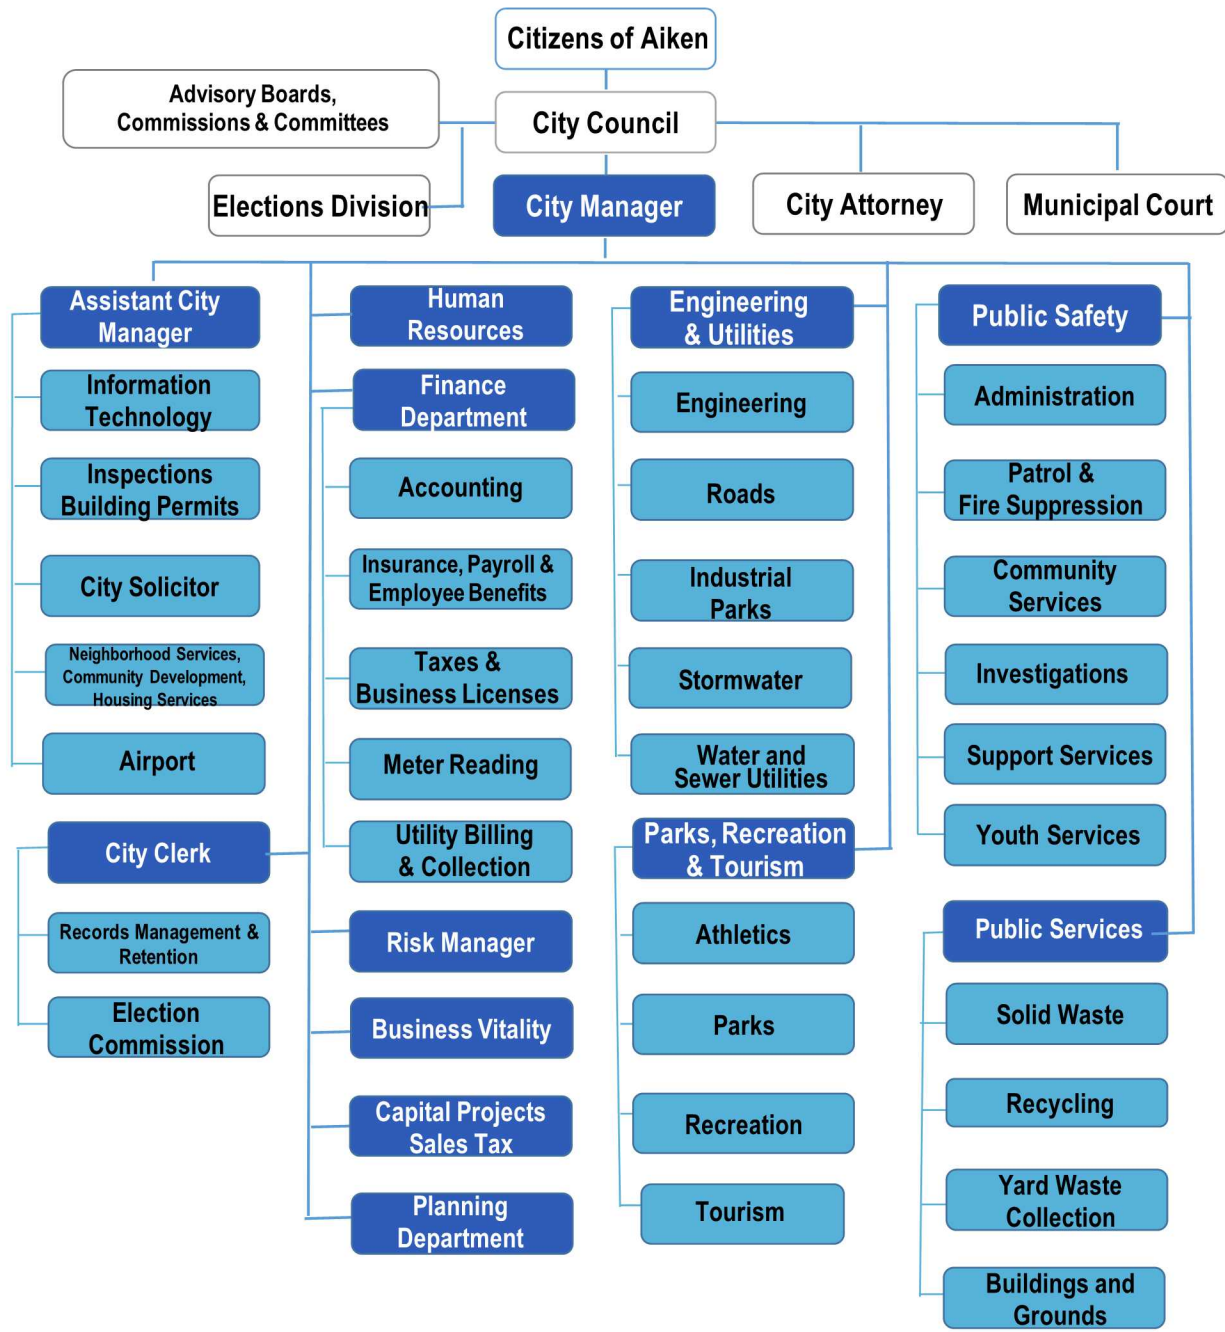 Citizens of Aiken
Advisory Boards,
Commissions & Committees
City Council
Elections Division
City Manager
City Attorney
Municipal Court
Assistant City
Manager
Information
Technology
Inspections
Building Permits
City Solicitor
Neighborhood Services,
Community Development,
Housing Services
Airport
City Clerk
Records Management &
Retention
Election
Commission
Human
Resources
Finance
Department
Accounting
Insurance, Payroll &
Employee Benefits
Taxes &
Business Licenses
Meter Reading
Utility Billing
& Collection
Risk Manager
Business Vitality
Capital Projects
Sales Tax
Planning
Department
Engineering
& Utilities
Engineering
Roads
Industrial
Parks
Stormwater
Water and
Sewer Utilities
Parks, Recreation
& Tourism
Athletics
Parks
Recreation
Tourism
Public Safety
Administration
Patrol &
Fire Suppression
Community
Services
Investigations
Support Services
Youth Services
Public Services
Solid Waste
Recycling
Yard Waste
Collection
Buildings and
Grounds